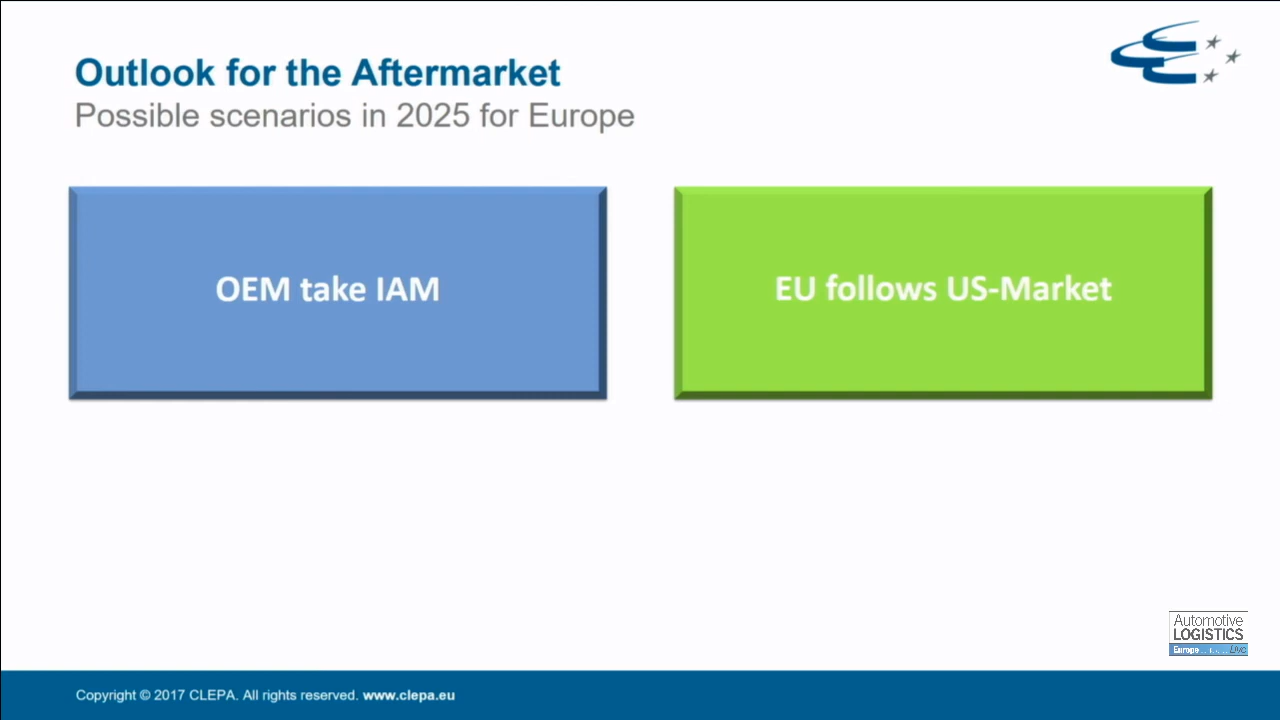 Outlook for the Aftermarket
Possible scenarios in 2025 for Europe
OEM take IAM
EU follows US-Market
Automotive
LOGISTICS
Europe
Live
Copyright © 2017 CLEPA. All rights reserved. www.clepa.eu